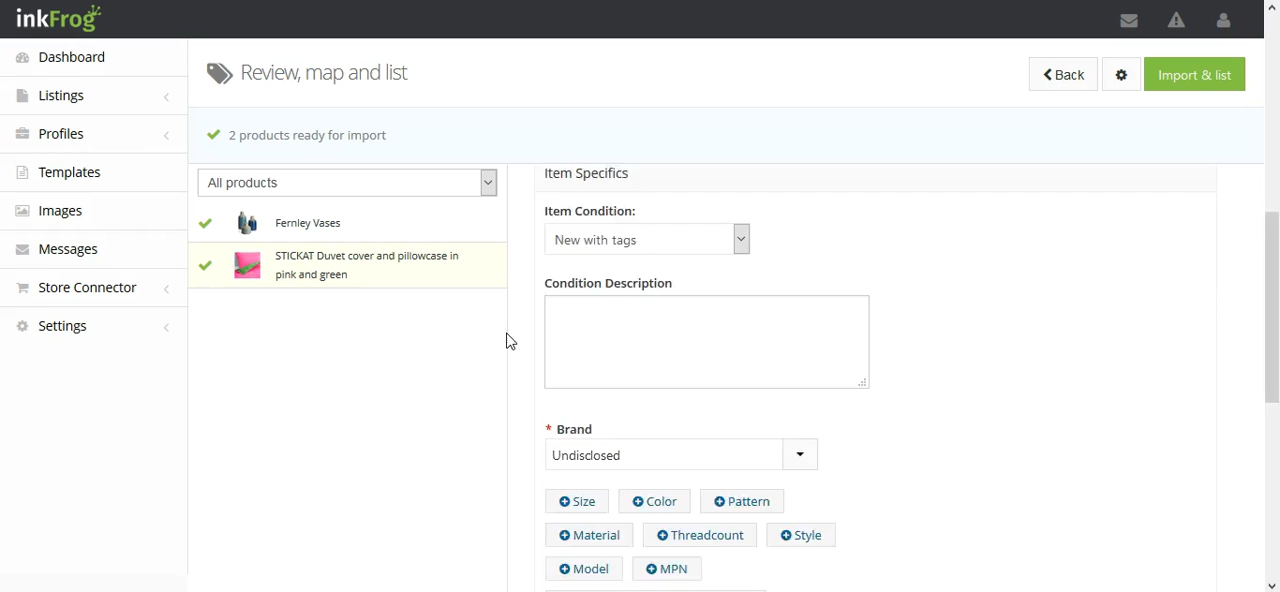 inkFrog
Dashboard
Listings
Profiles
Templates
Images
Messages
Store Connector
Settings
Review, map and list
Back
Import & list
2 products ready for import
All products
Fernley Vases
STICKAT Duvet cover and pillowcase in
pink and green
Item Specifics
Item Condition:
New with tags
Condition Description
* Brand
Undisclosed
Size
Color
Pattern
Material
Threadcount
Style
Model
MPN